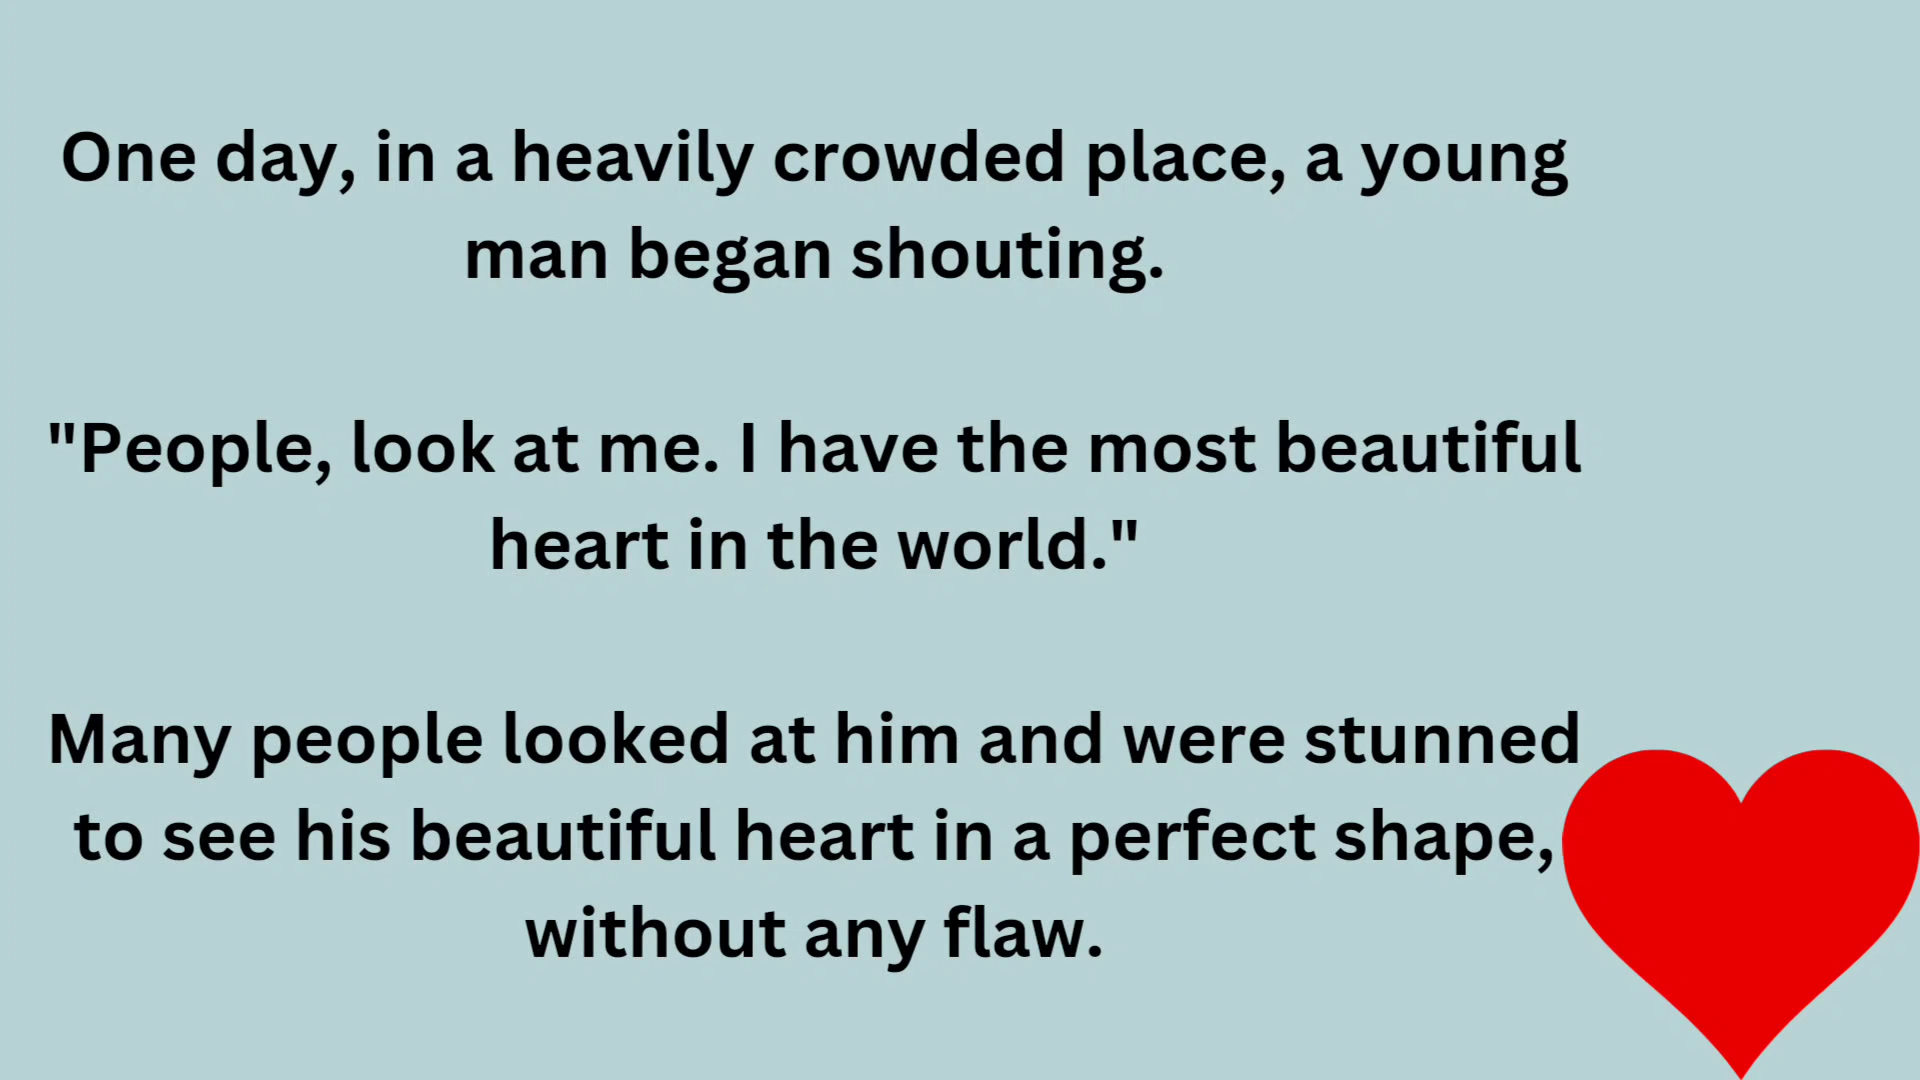 One day, in a heavily crowded place, a young
man began shouting.
"People, look at me. I have the most beautiful
heart in the world."
Many people looked at him and were stunned
to see his beautiful heart in a perfect shape,
without any flaw.